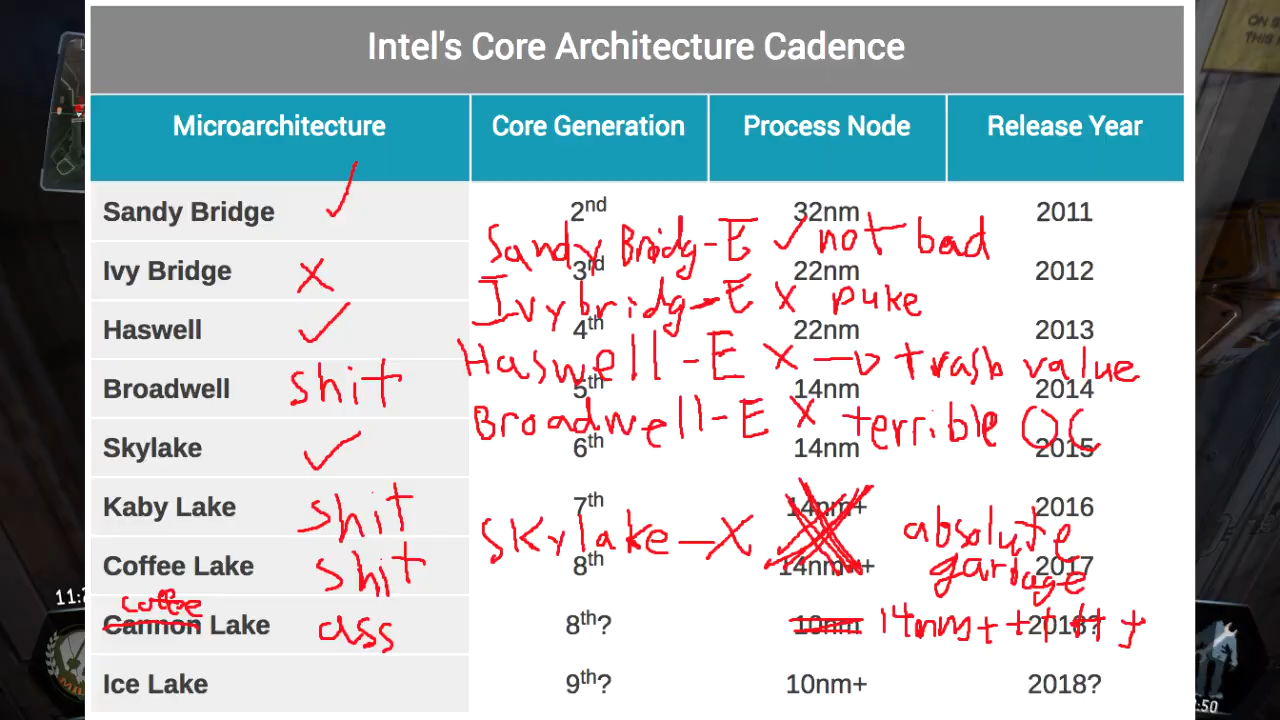 Intel's Core Architecture Cadence
Microarchitecture Core Generation Process Node Release Year
Sandy Bridge 2nd 32nm 2011
Sandy Bridg-E ✓ not bad
Ivy Bridge X 3rd 22nm 2012
Ivybridg-E X puke
Haswell 4th 22nm 2013
Haswell-E X → trash value
Broadwell shit 5th 14nm 2014
Broadwell-E X terrible OC
Skylake 6th 14nm 2015
Kaby Lake shit 7th 14nm+ 2016
Skylake-X absolute garbage
Coffee Lake shit 8th 14nm++ 2017
coffee
Cannon Lake ass 8th? 10nm 14nm++++++ 2018?
Ice Lake 9th? 10nm+ 2018?